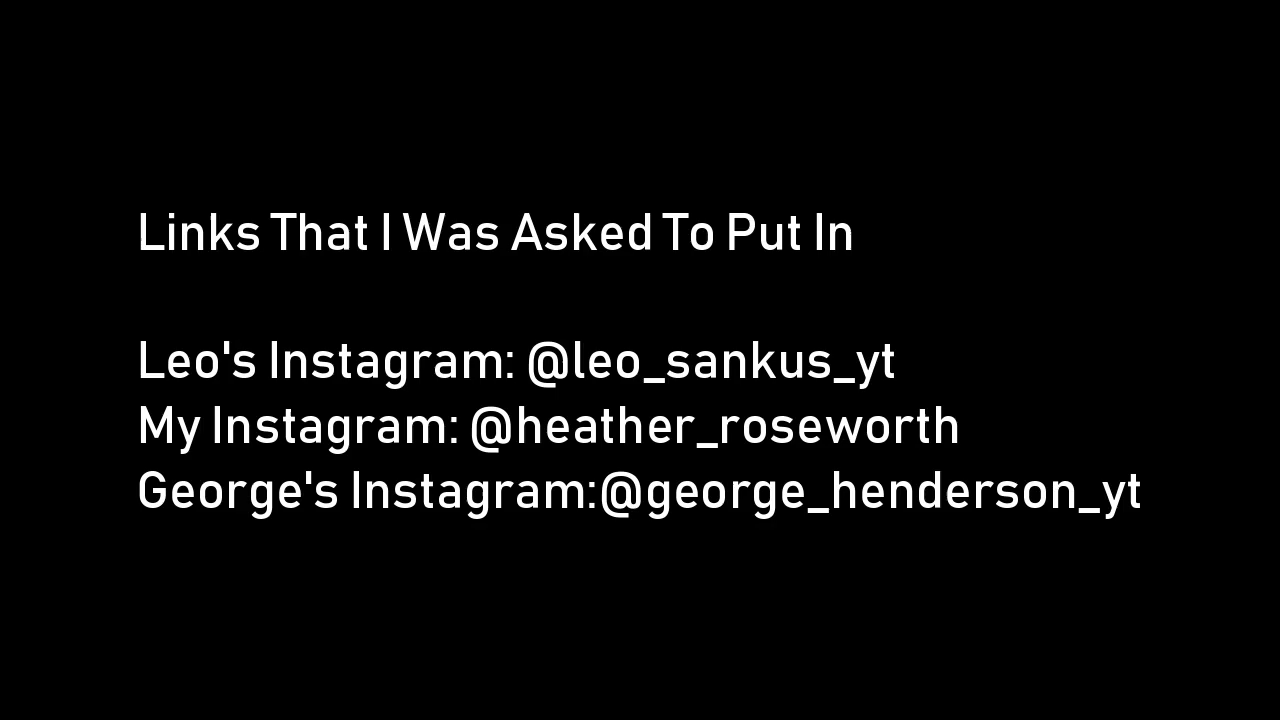 Links That I Was Asked To Put In
Leo's Instagram: @leo_sankus_yt
My Instagram: @heather_roseworth
George's Instagram:@george_henderson_yt